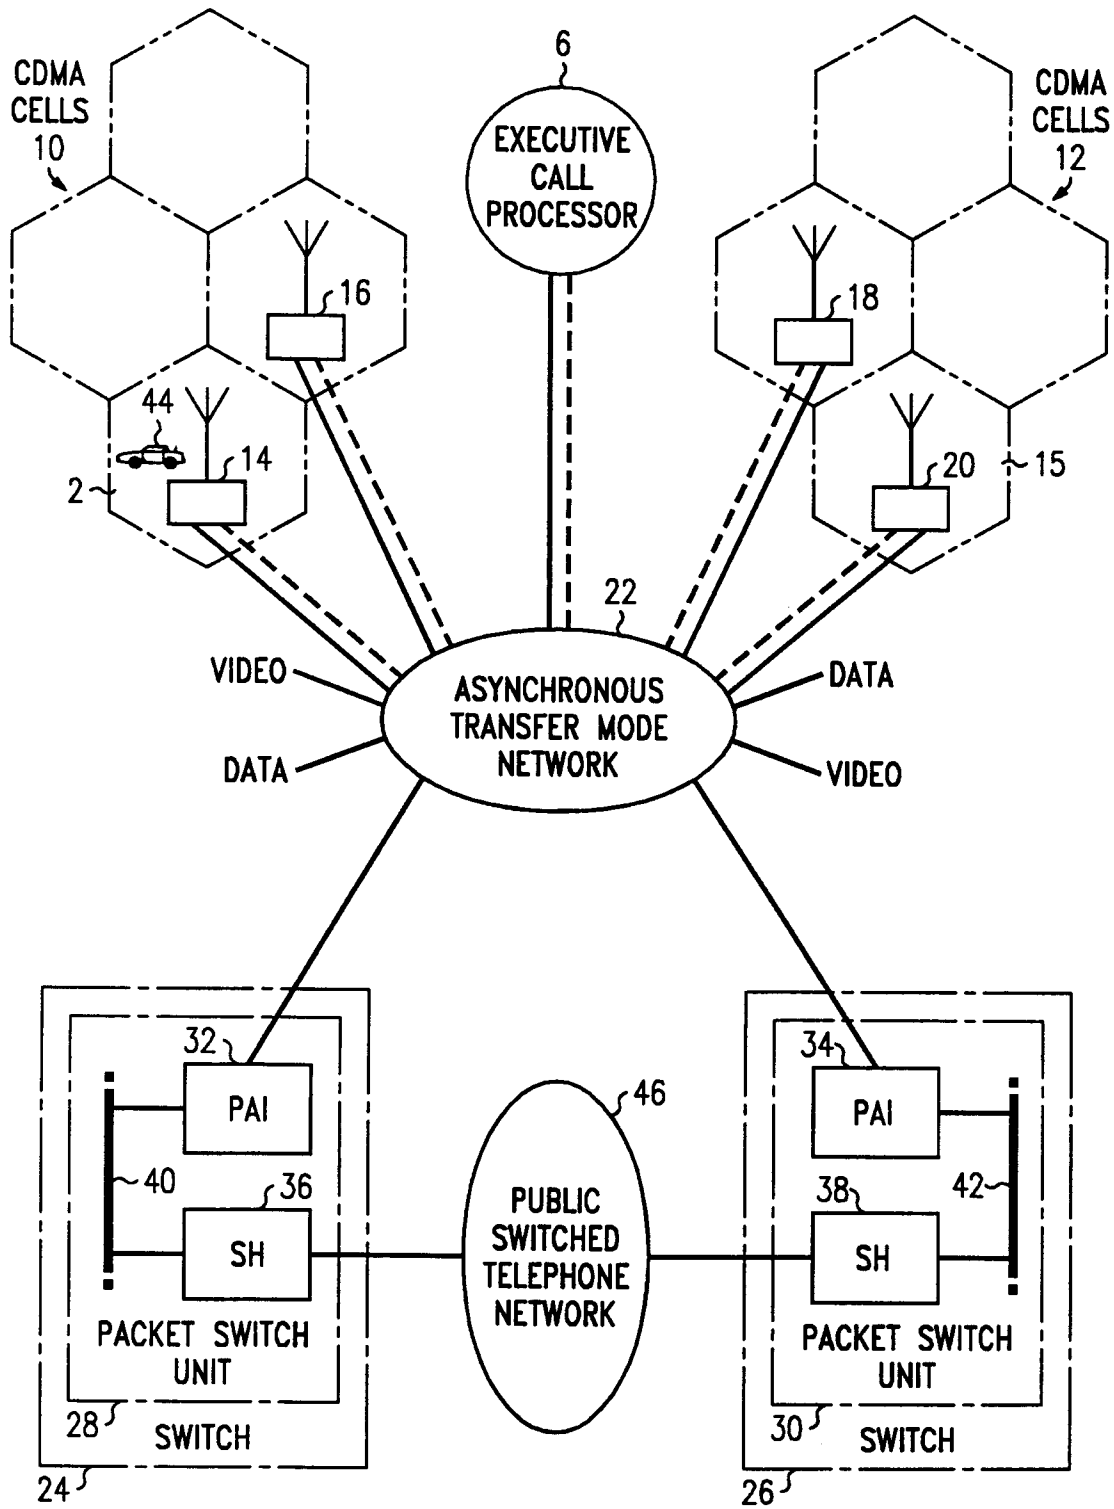 6
CDMA
CELLS
10
CDMA
CELLS
12
EXECUTIVE
CALL
PROCESSOR
16
18
44
14
2
20
15
22
VIDEO
DATA
ASYNCHRONOUS
TRANSFER MODE
NETWORK
DATA
VIDEO
32
PAI
34
PAI
46
40
36
SH
38
42
SH
PUBLIC
SWITCHED
TELEPHONE
NETWORK
PACKET SWITCH
UNIT
PACKET SWITCH
UNIT
28
SWITCH
30
SWITCH
24
26